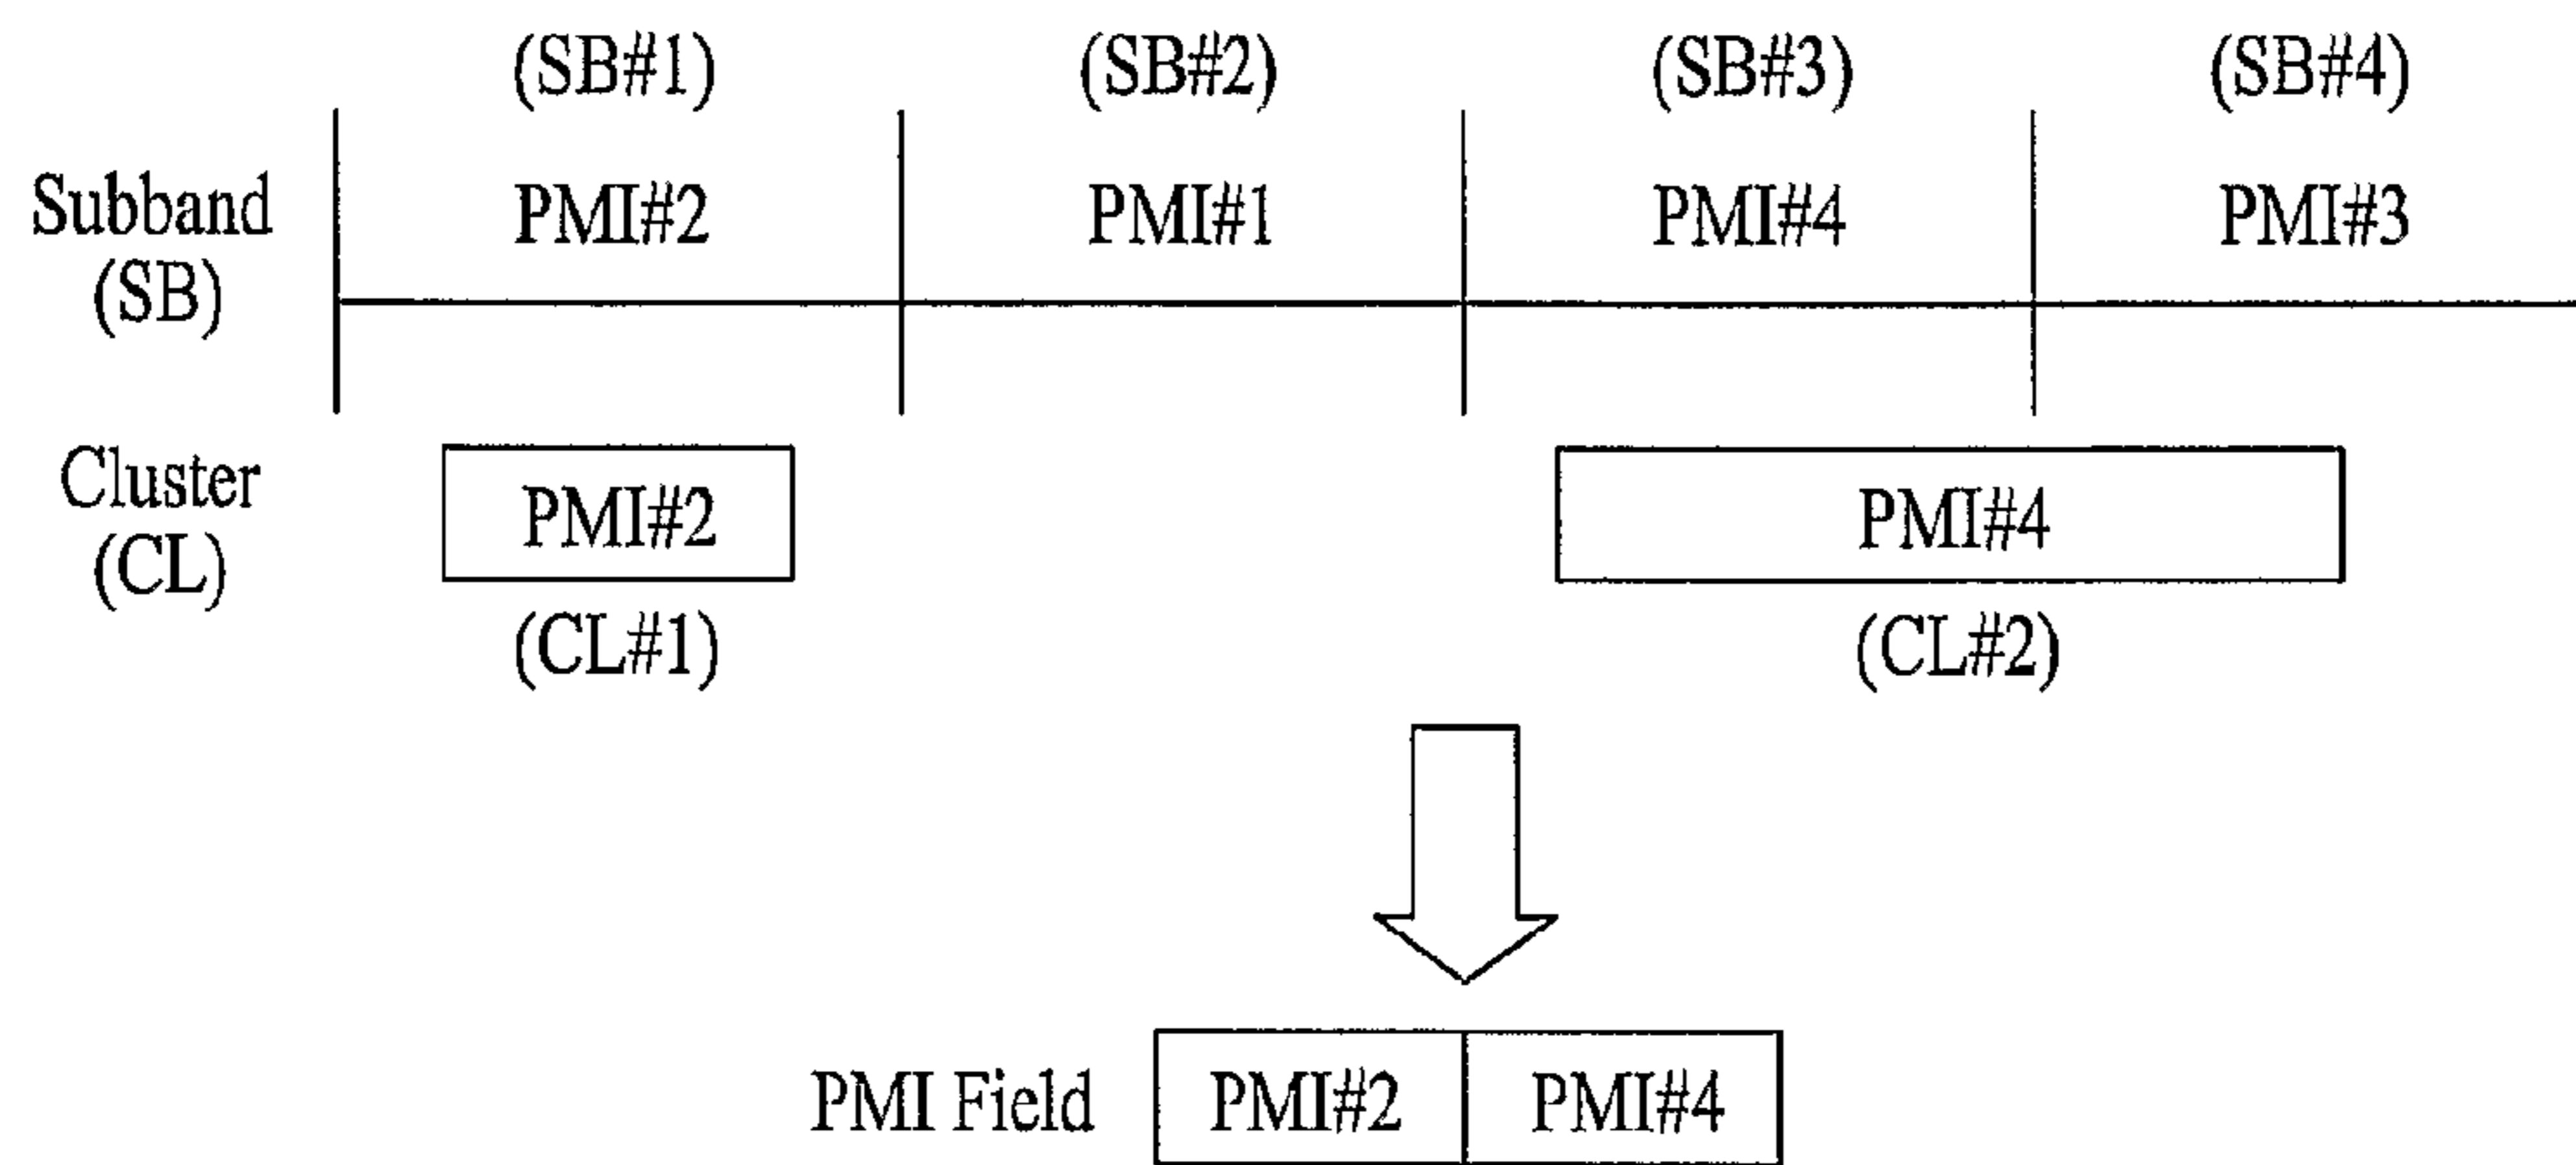 (SB#1) (SB#2) (SB#3) (SB#4)
Subband
(SB)
PMI#2 PMI#1 PMI#4 PMI#3
Cluster
(CL)
PMI#2 PMI#4
(CL#1) (CL#2)
PMI Field PMI#2 PMI#4